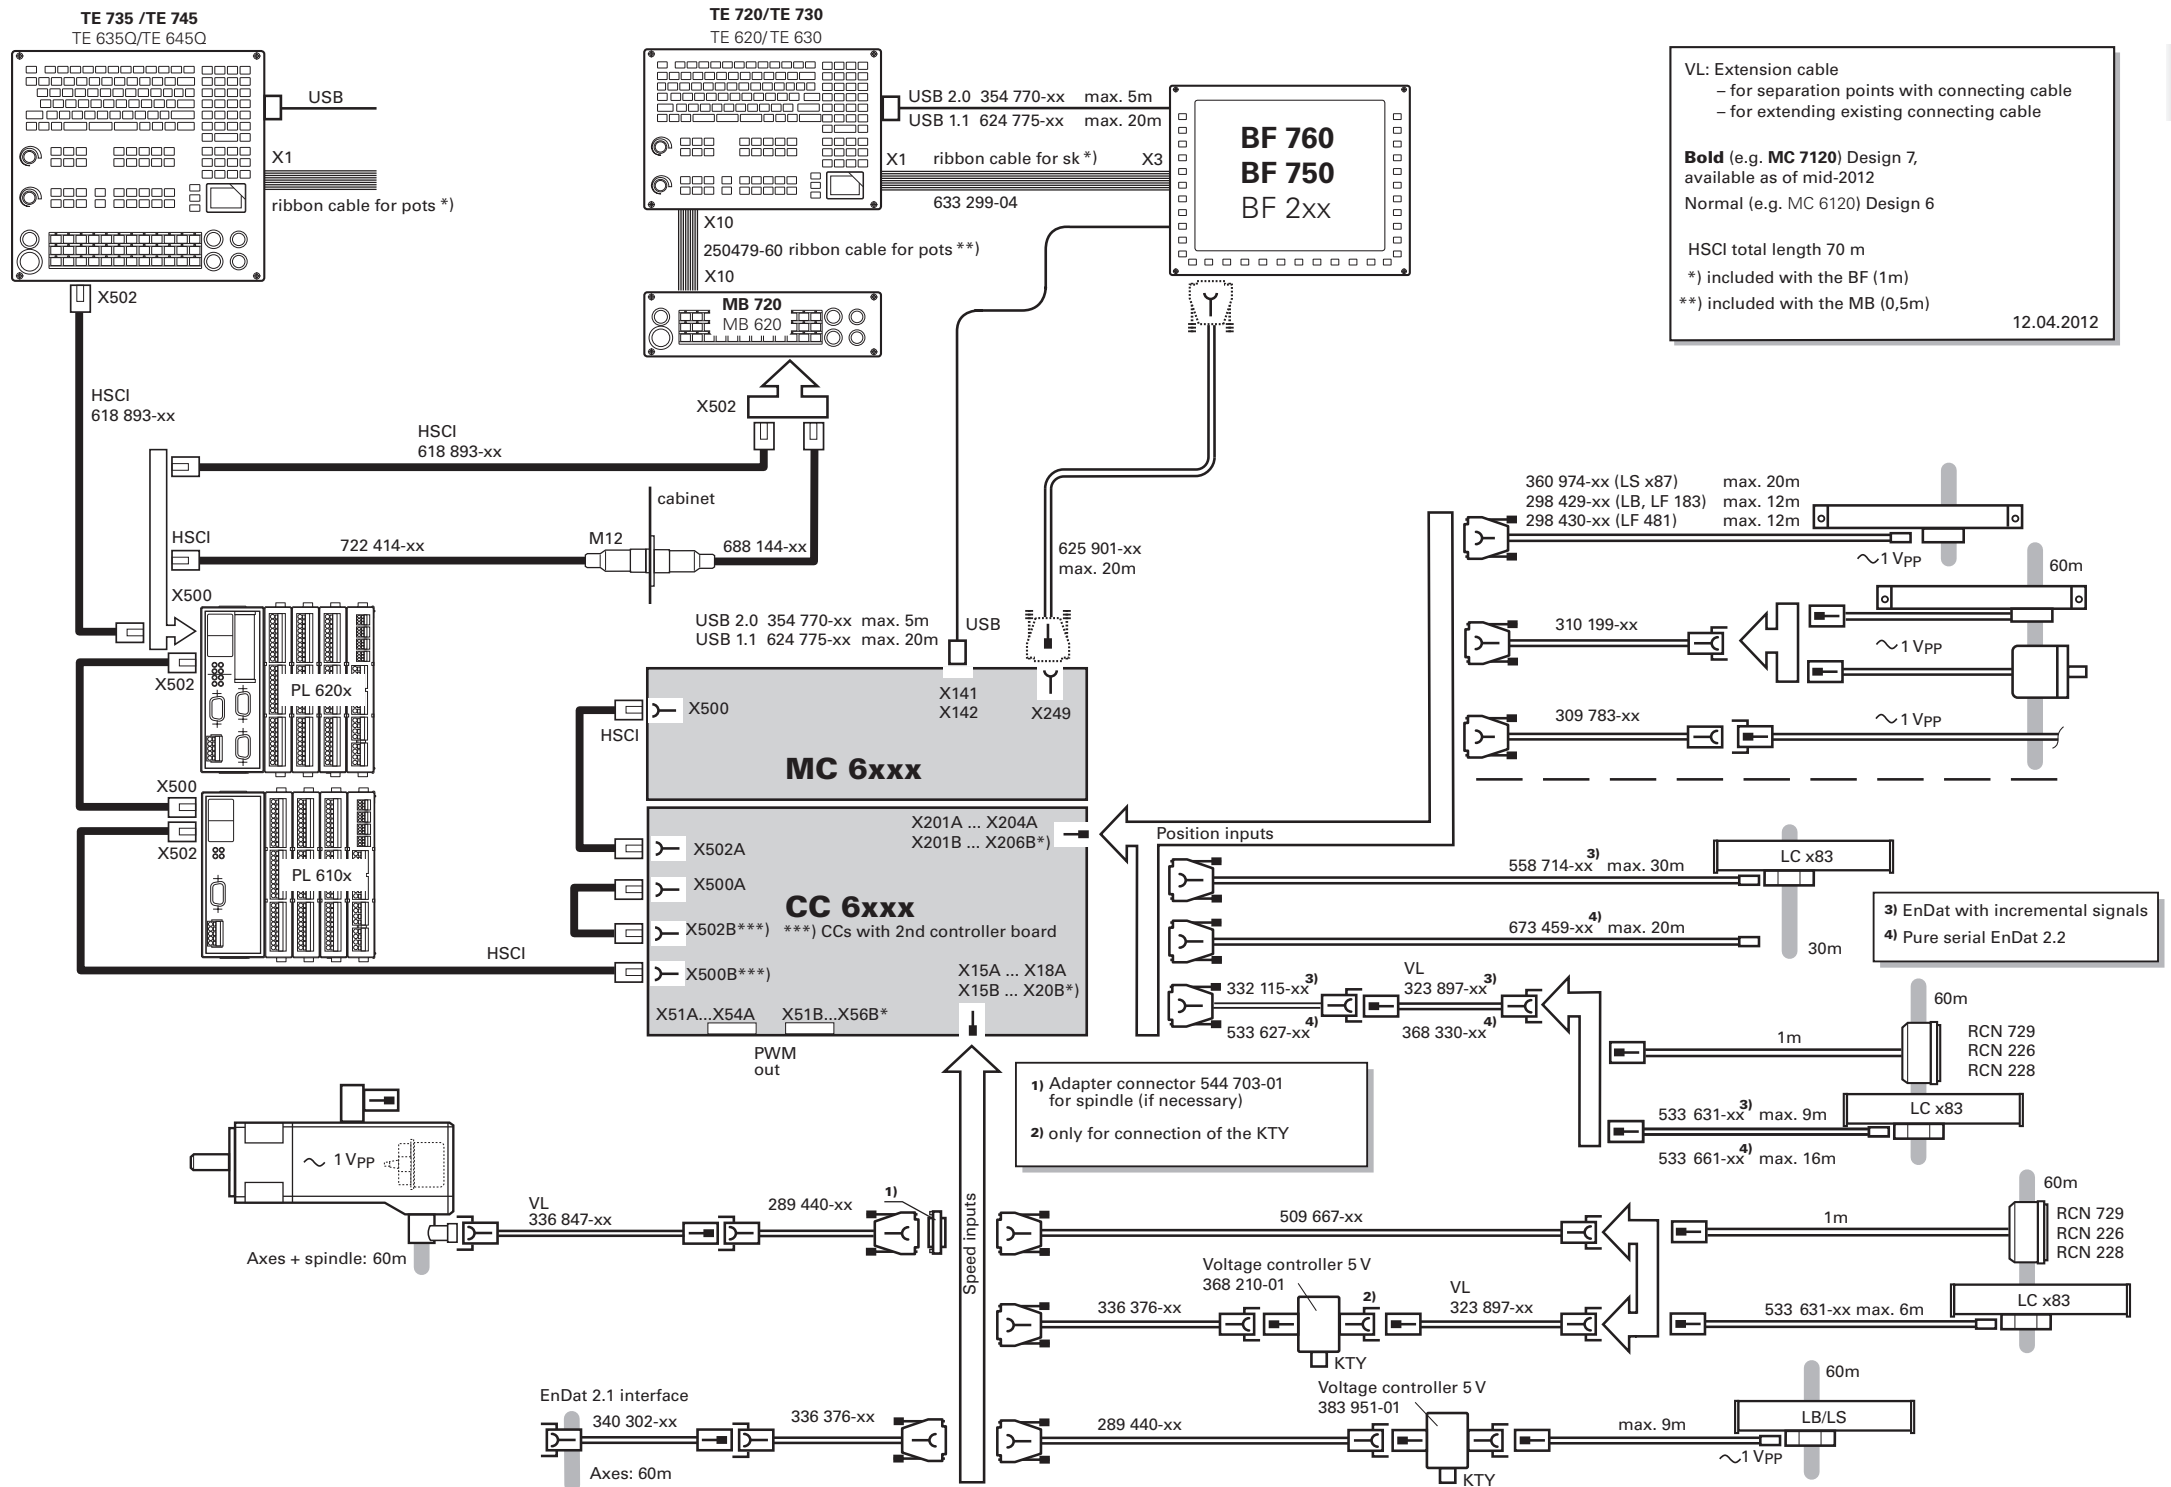 TE 735 /TE 745
TE 635Q/TE 645Q
USB
X1
ribbon cable for pots *)
X502
HSCI
618 893-xx
TE 720/TE 730
TE 620/TE 630
USB 2.0 354 770-xx max. 5m
USB 1.1 624 775-xx max. 20m
X1 ribbon cable for sk *) X3
633 299-04
X10
250479-60 ribbon cable for pots **)
X10
MB 720
MB 620
X502
BF 760
BF 750
BF 2xx
VL: Extension cable
– for separation points with connecting cable
– for extending existing connecting cable
Bold (e.g. MC 7120) Design 7,
available as of mid-2012
Normal (e.g. MC 6120) Design 6
HSCI total length 70 m
*) included with the BF (1m)
**) included with the MB (0,5m)
12.04.2012
HSCI
618 893-xx
cabinet
HSCI
722 414-xx
M12
688 144-xx
625 901-xx
max. 20m
X500
X502
PL 620x
X500
X502
PL 610x
HSCI
USB 2.0 354 770-xx max. 5m
USB 1.1 624 775-xx max. 20m
USB
X141
X142
X249
X500
HSCI
MC 6xxx
X201A ... X204A
X201B ... X206B*)
X502A
X500A
CC 6xxx
X502B***) ***) CCs with 2nd controller board
X500B***)
X15A ... X18A
X15B ... X20B*)
X51A...X54A
X51B...X56B*
PWM
out
Position inputs
360 974-xx (LS x87) max. 20m
298 429-xx (LB, LF 183) max. 12m
298 430-xx (LF 481) max. 12m
~1 VPP
60m
310 199-xx
~1 VPP
309 783-xx
~1 VPP
558 714-xx 3) max. 30m
LC x83
673 459-xx 4) max. 20m
30m
3) EnDat with incremental signals
4) Pure serial EnDat 2.2
332 115-xx 3)
533 627-xx 4)
VL
323 897-xx 3)
368 330-xx 4)
60m
1m
RCN 729
RCN 226
RCN 228
533 631-xx 3) max. 9m
LC x83
533 661-xx 4) max. 16m
1) Adapter connector 544 703-01
for spindle (if necessary)
2) only for connection of the KTY
~ 1 VPP
VL
336 847-xx
289 440-xx
1)
Axes + spindle: 60m
Speed inputs
509 667-xx
1m
60m
RCN 729
RCN 226
RCN 228
Voltage controller 5 V
368 210-01
336 376-xx
2)
VL
323 897-xx
533 631-xx max. 6m
LC x83
KTY
EnDat 2.1 interface
340 302-xx
336 376-xx
Axes: 60m
Voltage controller 5 V
383 951-01
289 440-xx
KTY
max. 9m
60m
LB/LS
~1 VPP